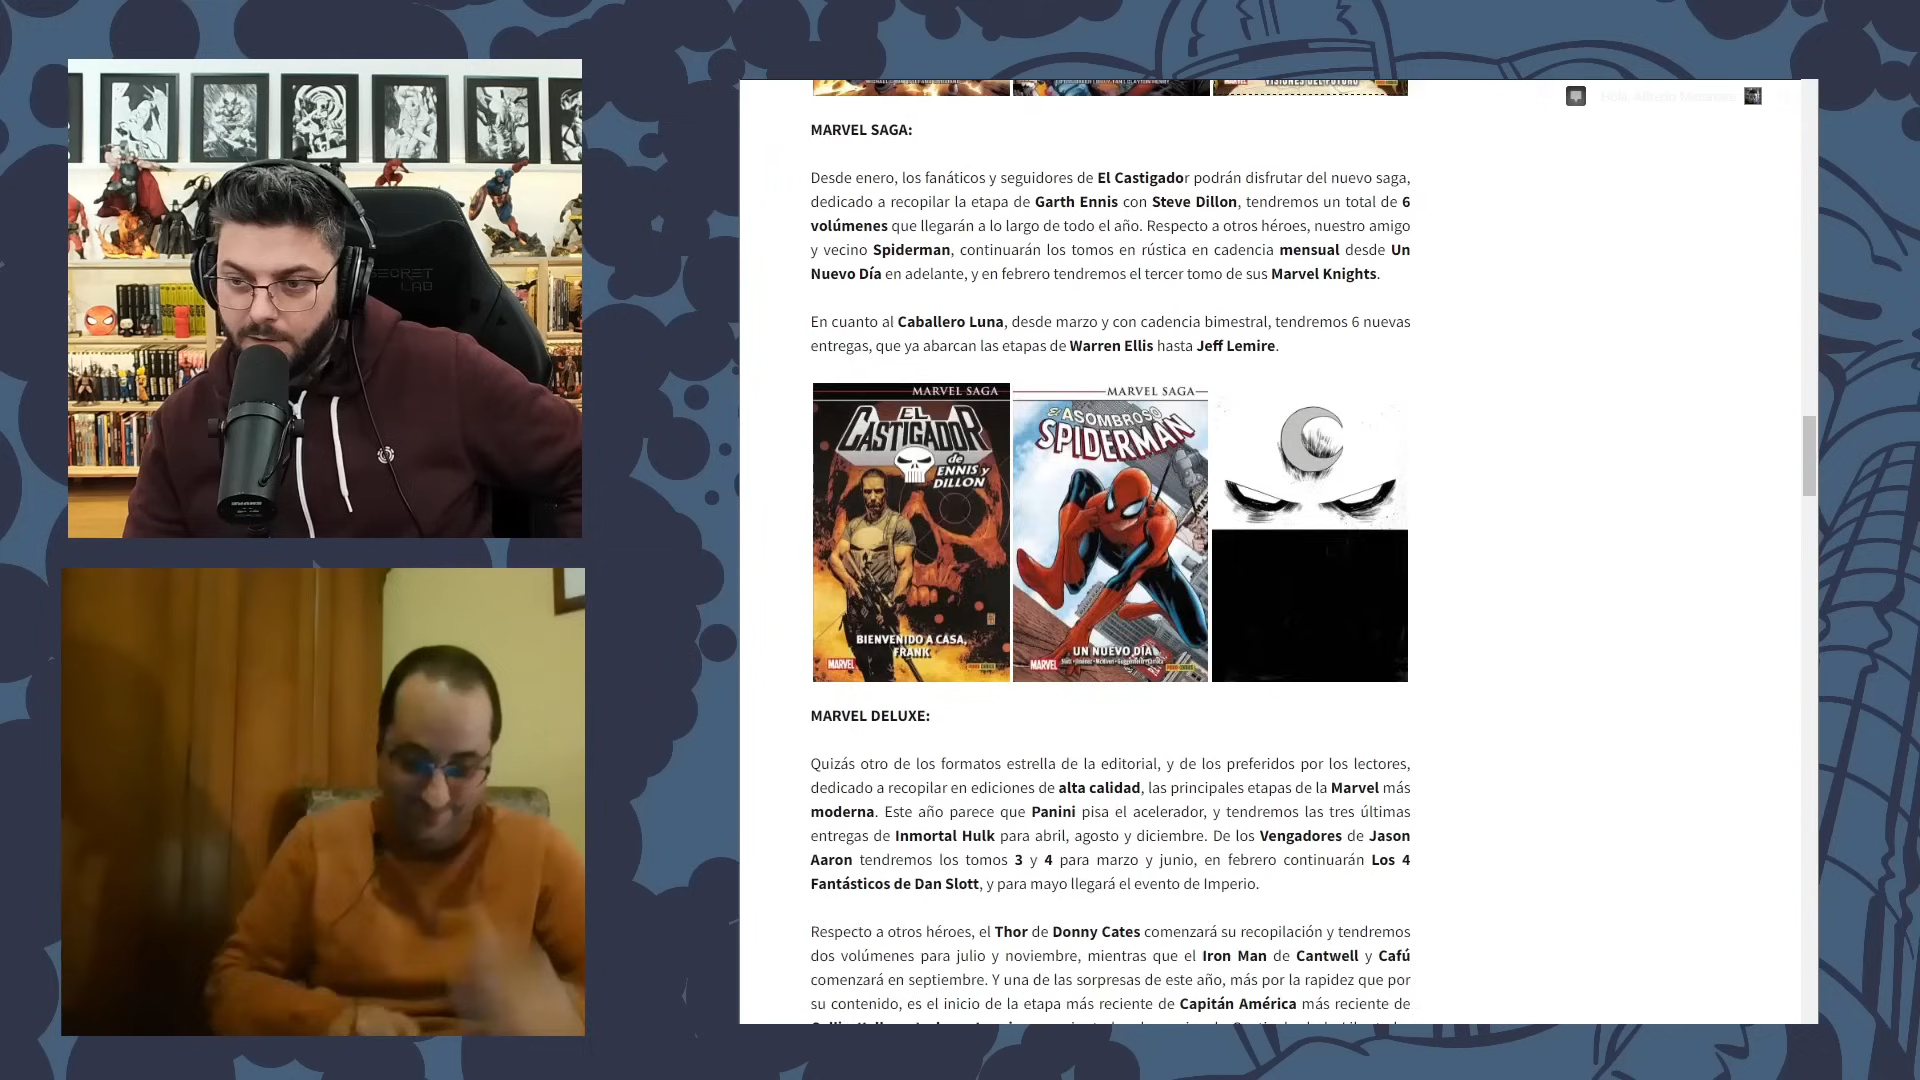 SECRET
LAB
VISIONES DEL FUTURO
MARVEL SAGA:
Desde enero, los fanáticos y seguidores de El Castigador podrán disfrutar del nuevo saga,
dedicado a recopilar la etapa de Garth Ennis con Steve Dillon, tendremos un total de 6
volúmenes que llegarán a lo largo de todo el año. Respecto a otros héroes, nuestro amigo
y vecino Spiderman, continuarán los tomos en rústica en cadencia mensual desde Un
Nuevo Día en adelante, y en febrero tendremos el tercer tomo de sus Marvel Knights.
En cuanto al Caballero Luna, desde marzo y con cadencia bimestral, tendremos 6 nuevas
entregas, que ya abarcan las etapas de Warren Ellis hasta Jeff Lemire.
MARVEL SAGA
EL
CASTIGADOR
de
ENNIS Y
DILLON
BIENVENIDO A CASA,
FRANK
MARVEL
MARVEL SAGA
EL ASOMBROSO
SPIDERMAN
UN NUEVO DÍA
MARVEL
MARVEL DELUXE:
Quizás otro de los formatos estrella de la editorial, y de los preferidos por los lectores,
dedicado a recopilar en ediciones de alta calidad, las principales etapas de la Marvel más
moderna. Este año parece que Panini pisa el acelerador, y tendremos las tres últimas
entregas de Inmortal Hulk para abril, agosto y diciembre. De los Vengadores de Jason
Aaron tendremos los tomos 3 y 4 para marzo y junio, en febrero continuarán Los 4
Fantásticos de Dan Slott, y para mayo llegará el evento de Imperio.
Respecto a otros héroes, el Thor de Donny Cates comenzará su recopilación y tendremos
dos volúmenes para julio y noviembre, mientras que el Iron Man de Cantwell y Cafú
comenzará en septiembre. Y una de las sorpresas de este año, más por la rapidez que por
su contenido, es el inicio de la etapa más reciente de Capitán América más reciente de